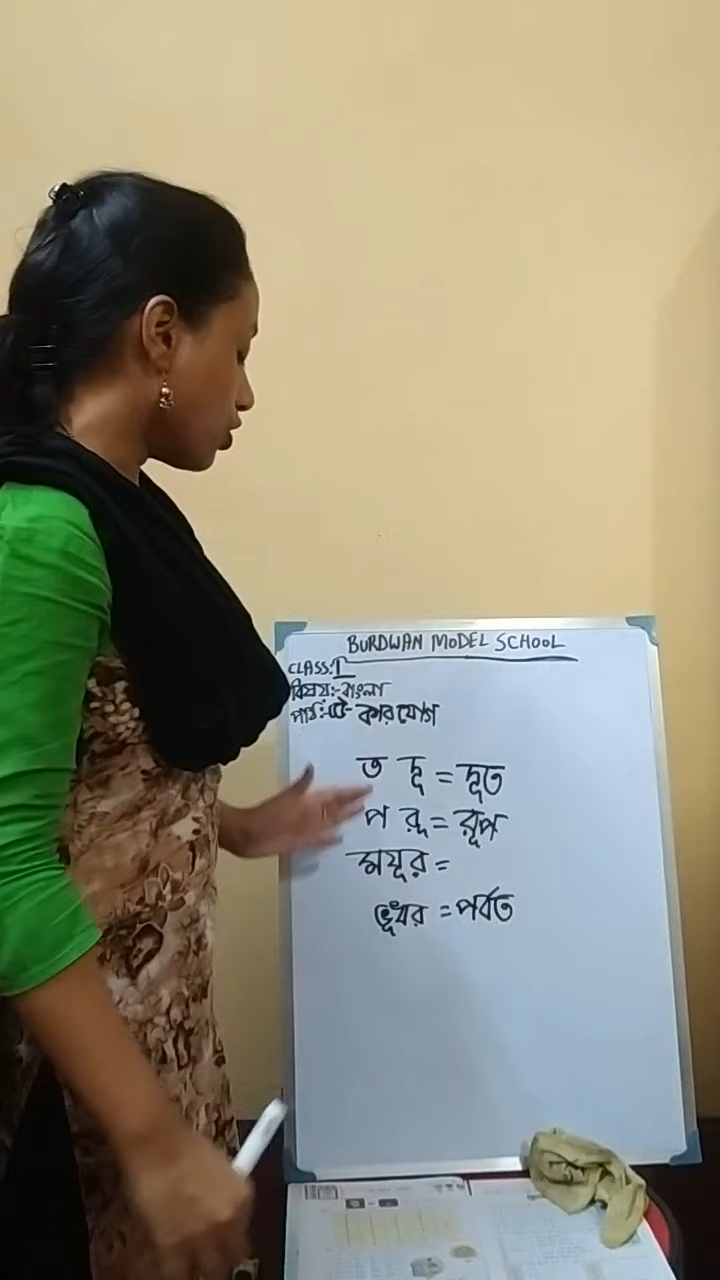 BURDWAN MODEL SCHOOL
CLASS: I
বিষয়:- বাংলা
পাঠ: কার যোগ
ত দূ = দূত
প রূ = রূপ
ময়ূর =
ভূধর = পর্বত